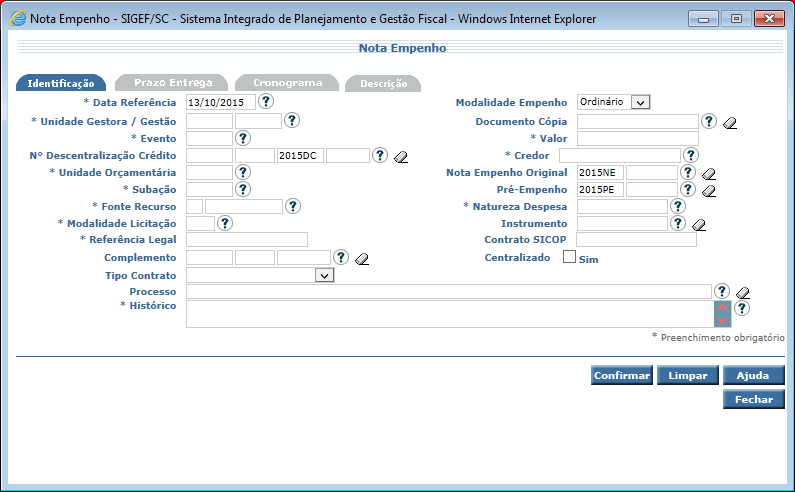 Nota Empenho - SIGEF/SC - Sistema Integrado de Planejamento e Gestão Fiscal - Windows Internet Explorer
Nota Empenho
Identificação Prazo Entrega Cronograma Descrição
* Data Referência 13/10/2015 ? Modalidade Empenho Ordinário
* Unidade Gestora / Gestão ? Documento Cópia ?
* Evento ? * Valor
Nº Descentralização Crédito 2015DC ? * Credor ?
* Unidade Orçamentária ? Nota Empenho Original 2015NE ?
* Subação ? Pré-Empenho 2015PE ?
* Fonte Recurso ? * Natureza Despesa ?
* Modalidade Licitação ? Instrumento ?
* Referência Legal Contrato SICOP
Complemento ? Centralizado Sim
Tipo Contrato
Processo ?
* Histórico ?
* Preenchimento obrigatório
Confirmar Limpar Ajuda
Fechar